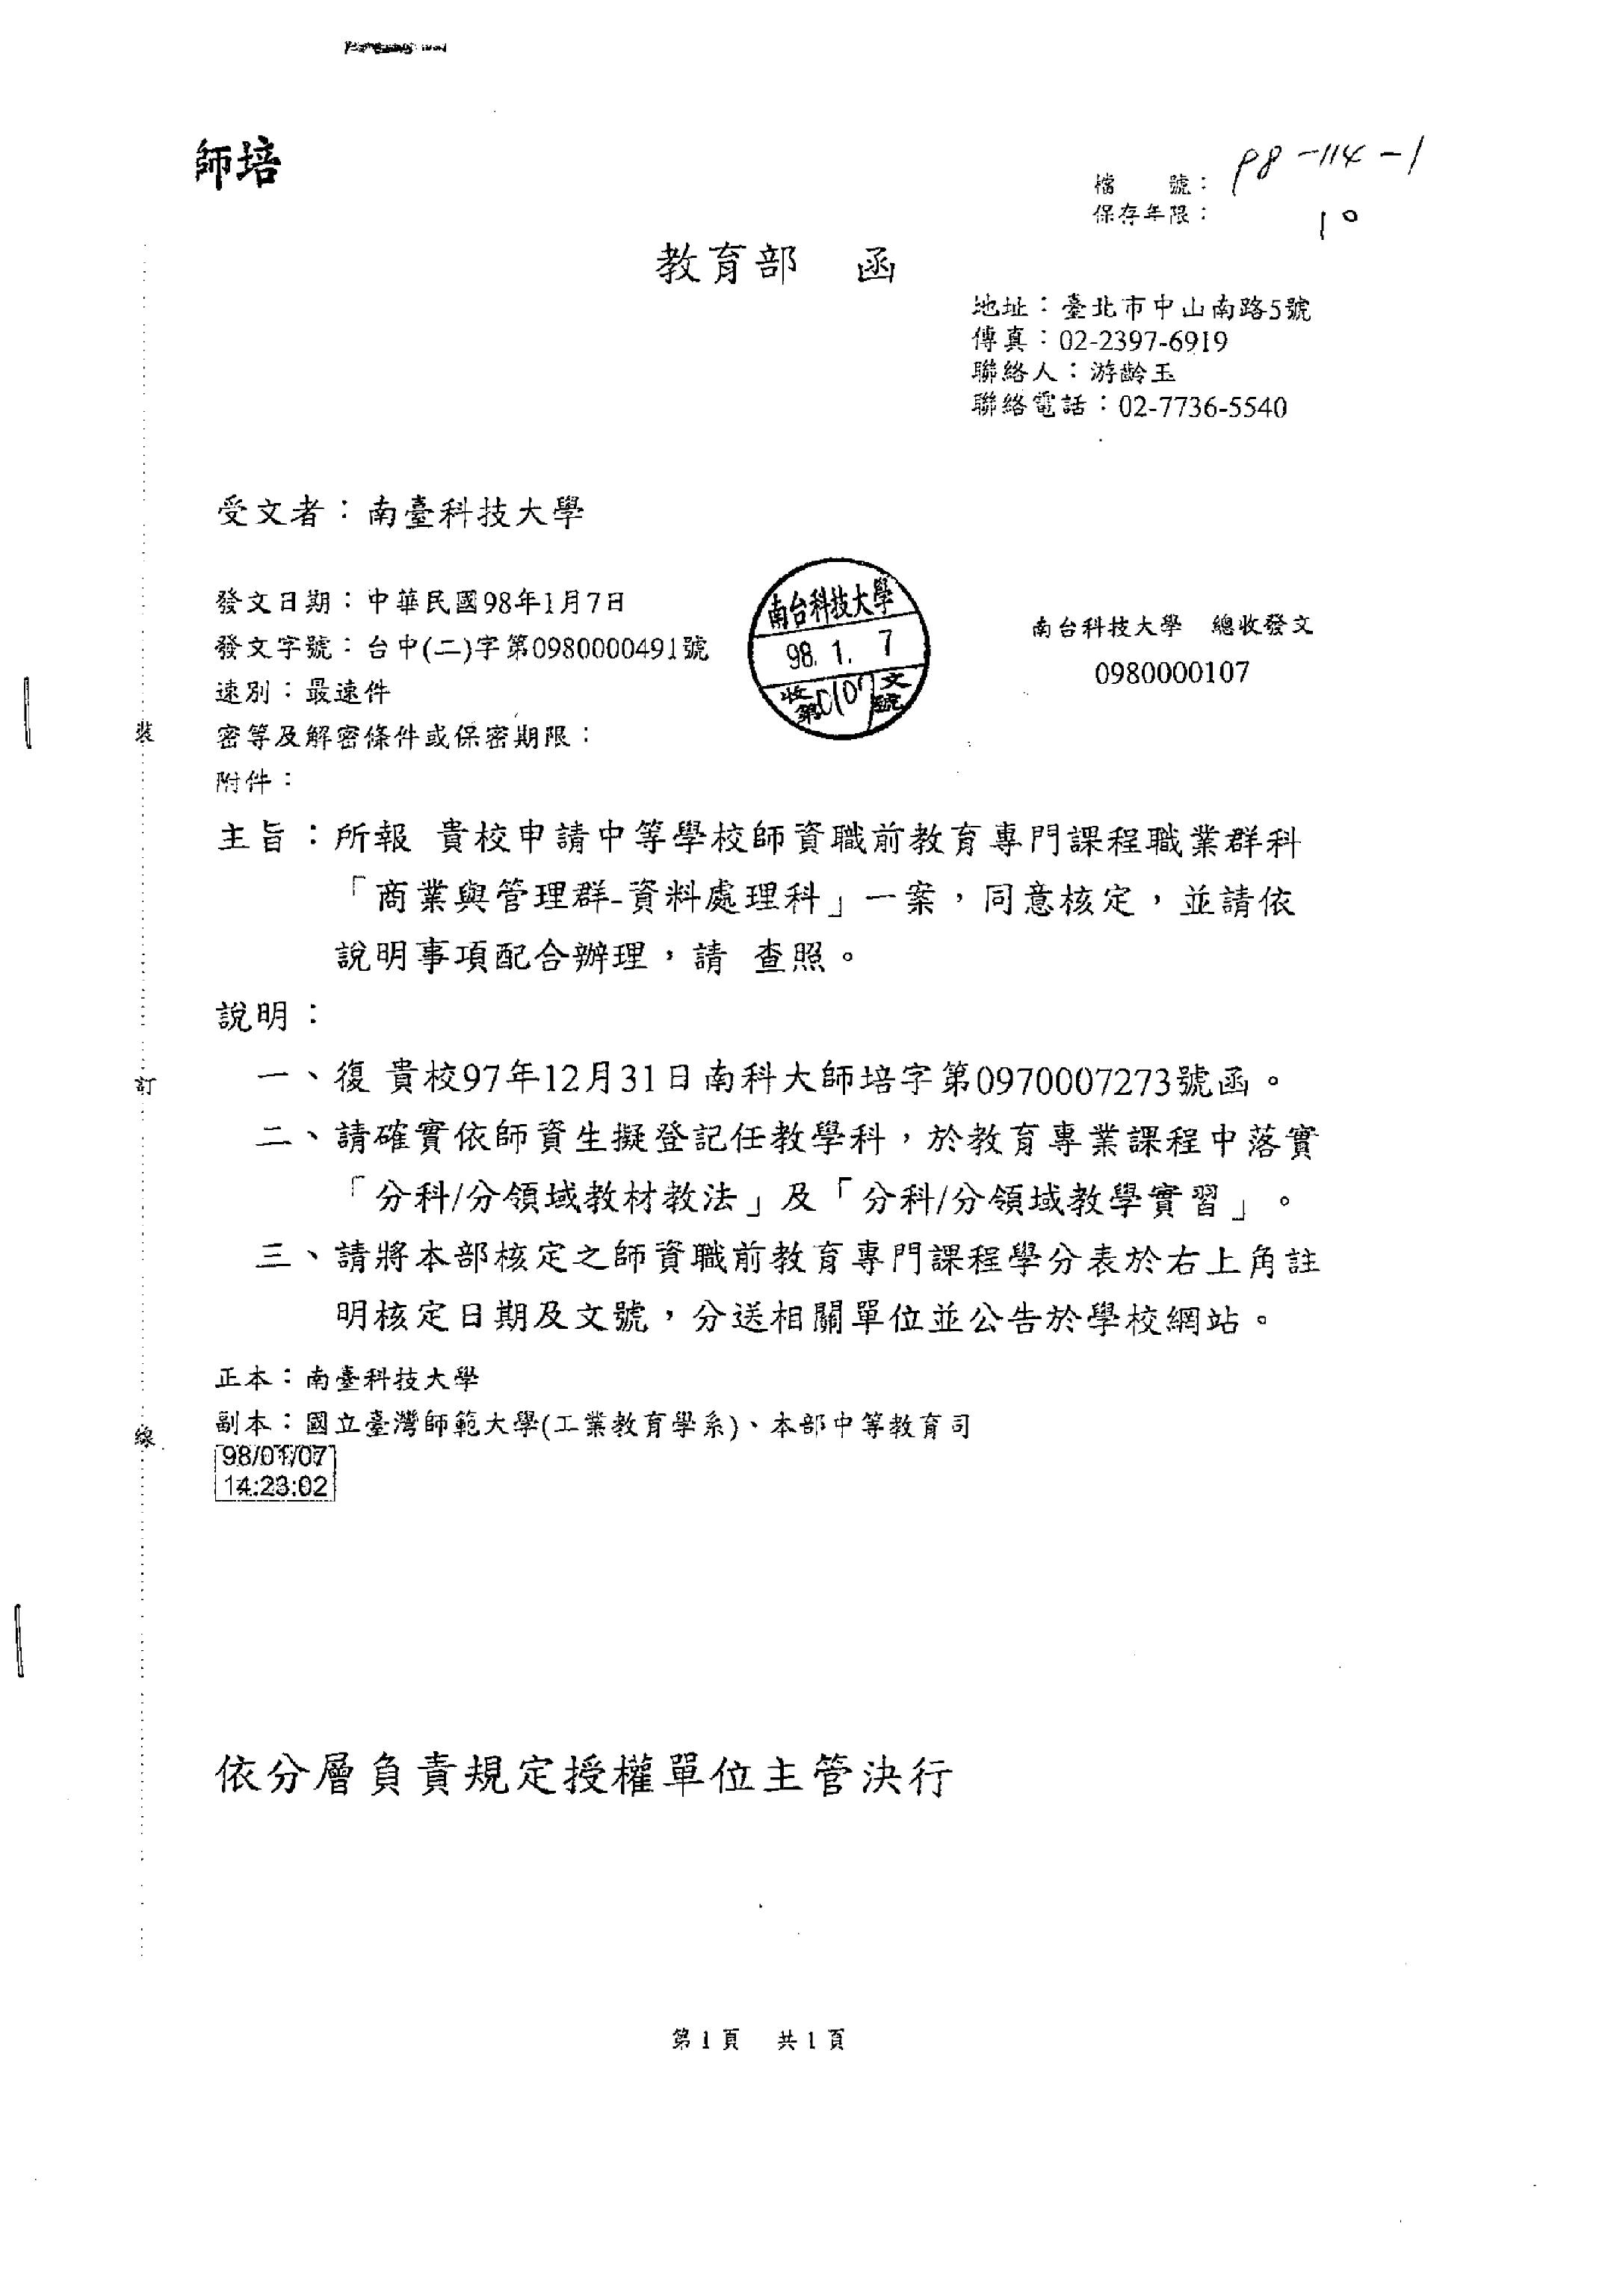 師培
檔　　號：98-114-1
保存年限：10
教育部　函
地址：臺北市中山南路5號
傳真：02-2397-6919
聯絡人：游齡玉
聯絡電話：02-7736-5540
受文者：南臺科技大學
發文日期：中華民國98年1月7日
發文字號：台中(二)字第0980000491號
速別：最速件
密等及解密條件或保密期限：
附件：
南台科技大學
98. 1. 7
收文
第0107號
南台科技大學　總收發文
0980000107
主旨：所報 貴校申請中等學校師資職前教育專門課程職業群科
「商業與管理群-資料處理科」一案，同意核定，並請依
說明事項配合辦理，請 查照。
說明：
一、復 貴校97年12月31日南科大師培字第0970007273號函。
二、請確實依師資生擬登記任教學科，於教育專業課程中落實
「分科/分領域教材教法」及「分科/分領域教學實習」。
三、請將本部核定之師資職前教育專門課程學分表於右上角註
明核定日期及文號，分送相關單位並公告於學校網站。
正本：南臺科技大學
副本：國立臺灣師範大學(工業教育學系)、本部中等教育司
98/01/07
14:23:02
裝
訂
線
依分層負責規定授權單位主管決行
第1頁　共1頁